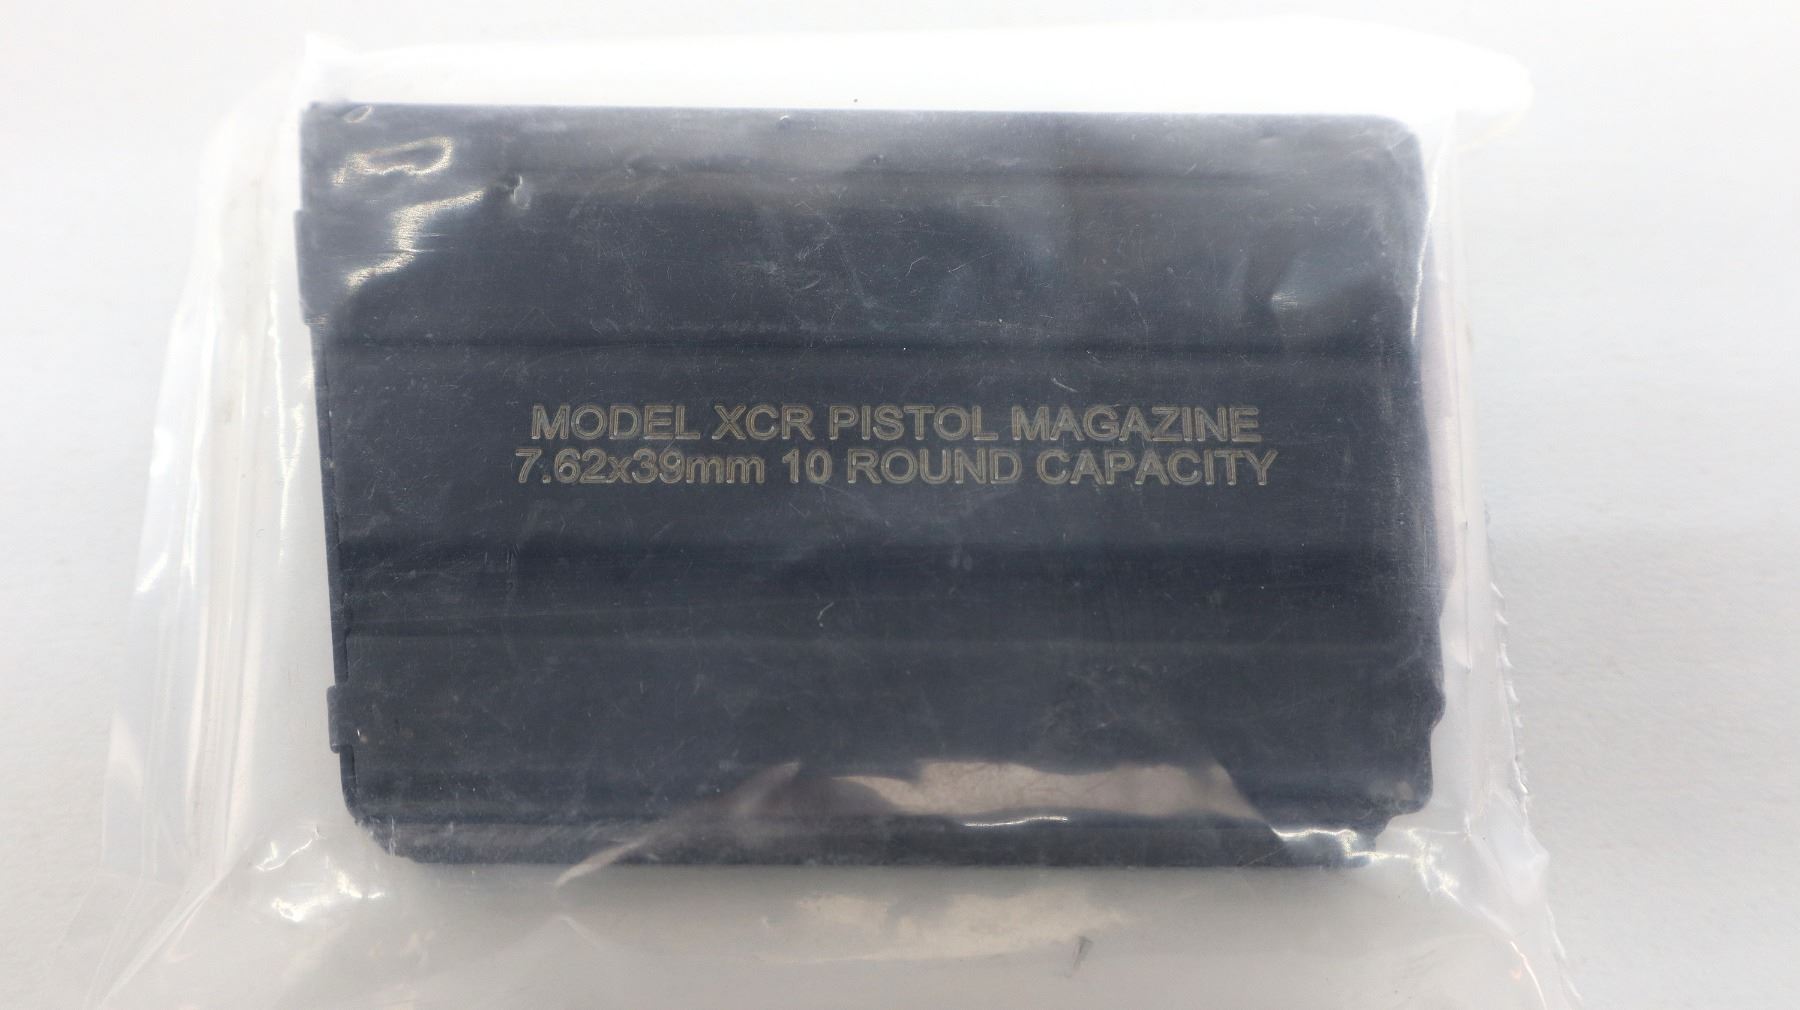 MODEL XCR PISTOL MAGAZINE
7.62x39mm 10 ROUND CAPACITY